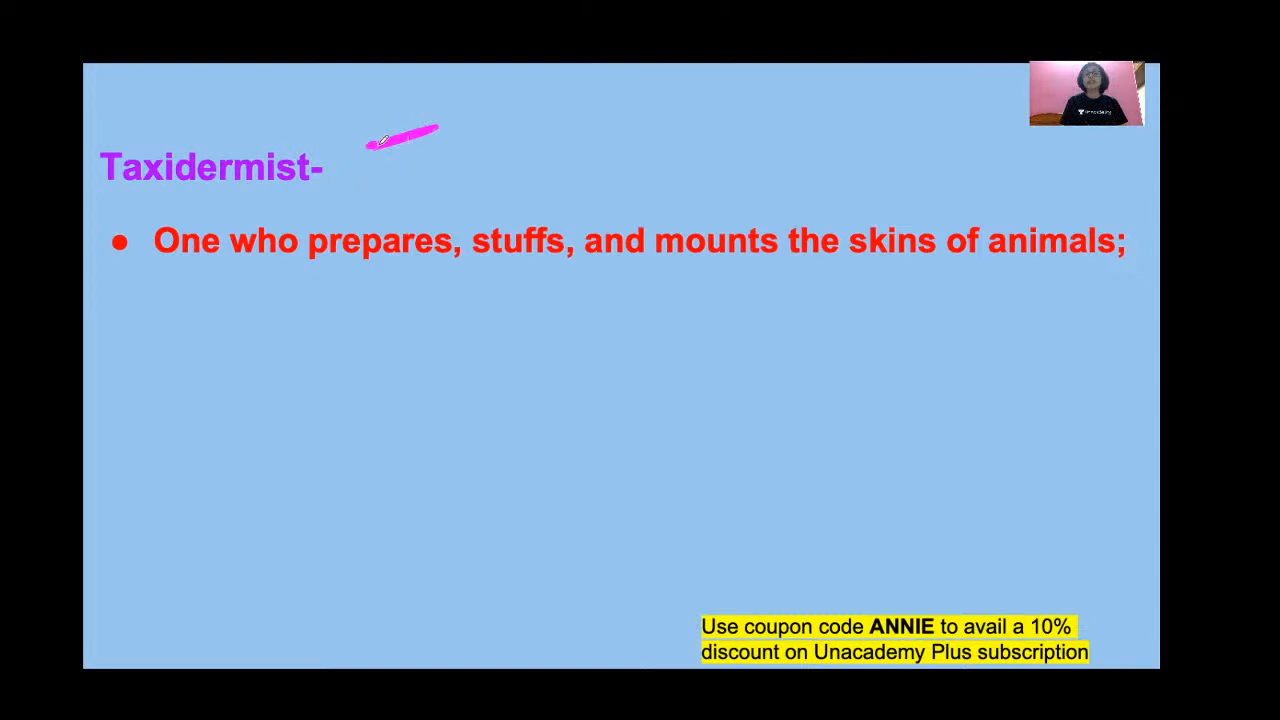 Taxidermist-
● One who prepares, stuffs, and mounts the skins of animals;
Use coupon code ANNIE to avail a 10%
discount on Unacademy Plus subscription